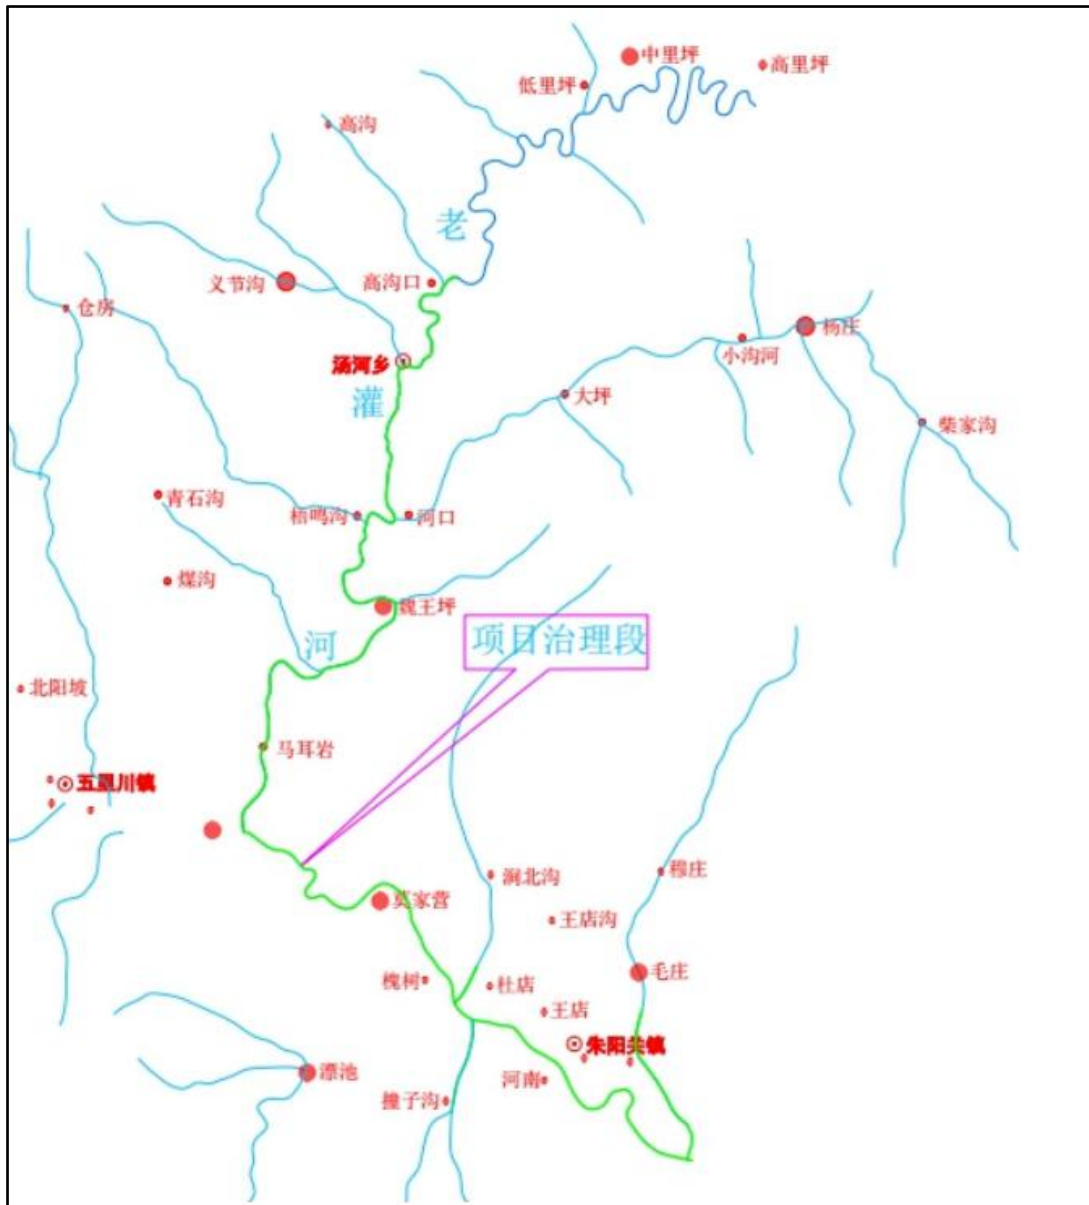 中里坪
高里坪
低里坪
高沟
老
义节沟
高沟口
仓房
杨庄
小沟河
汤河乡
灌
大坪
柴家沟
青石沟
梧鸣沟
河口
煤沟
魏王坪
项目治理段
河
北阳坡
马耳岩
五里川镇
涧北沟
穆庄
莫家营
王店沟
槐树
杜店
毛庄
王店
朱阳关镇
漂池
河南
撞子沟